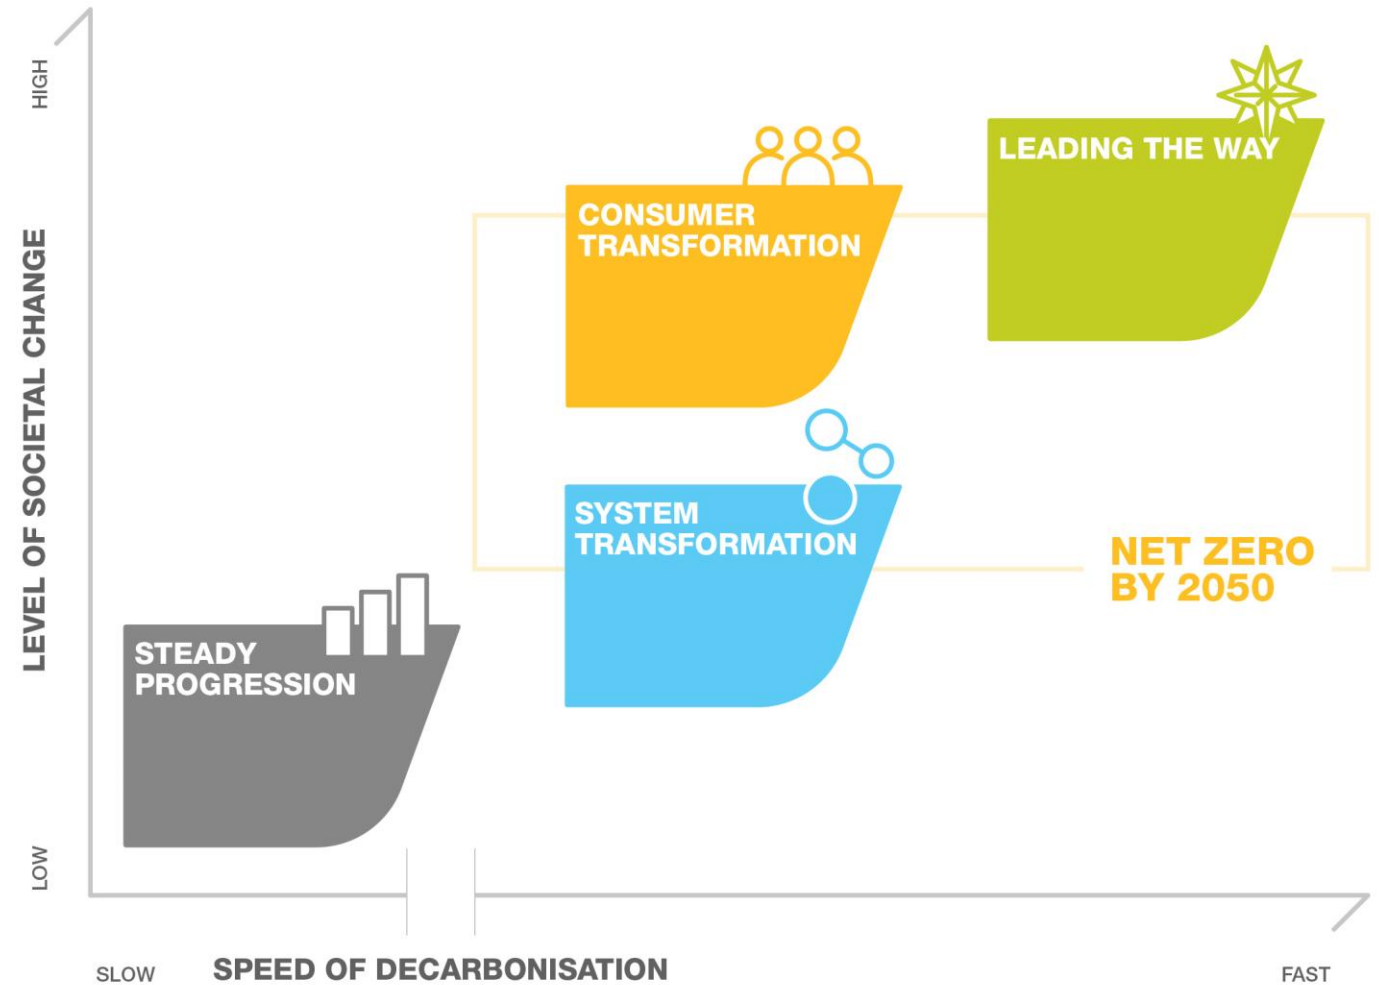 HIGH
LEVEL OF SOCIETAL CHANGE
LOW
LEADING THE WAY
CONSUMER
TRANSFORMATION
SYSTEM
TRANSFORMATION
NET ZERO
BY 2050
STEADY
PROGRESSION
SLOW
SPEED OF DECARBONISATION
FAST